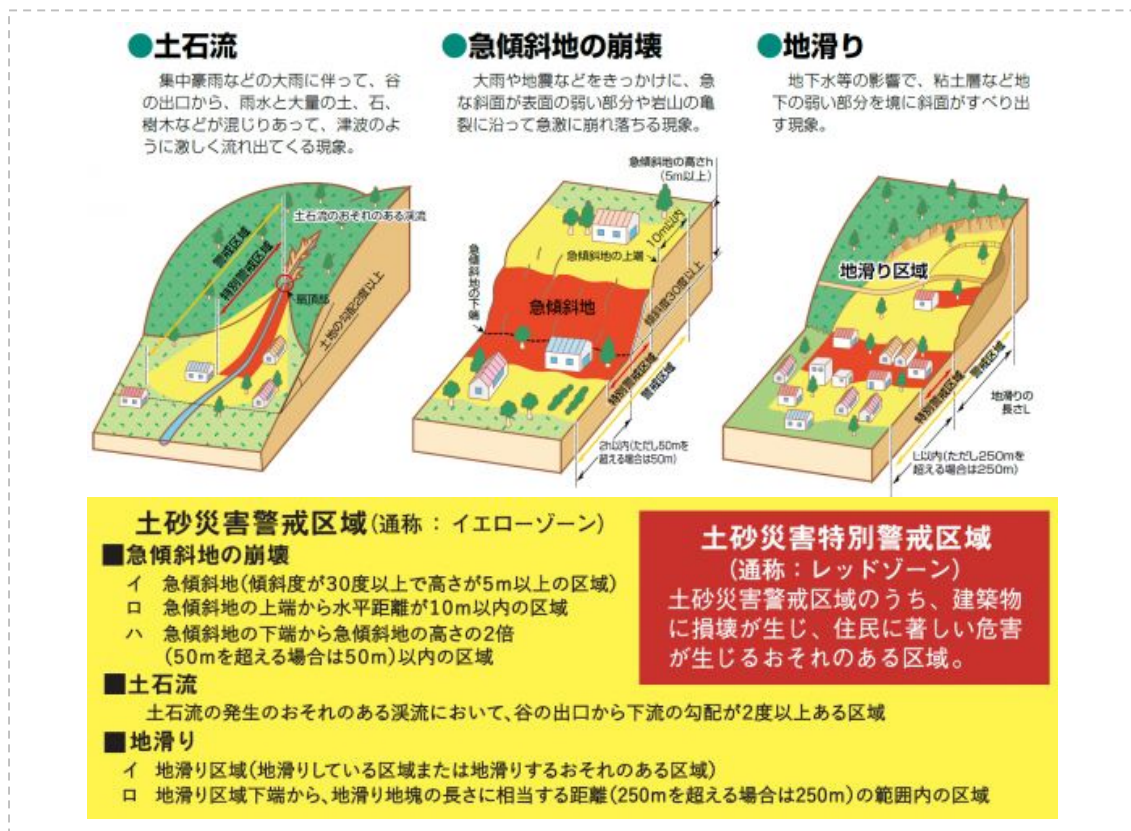 ●土石流
集中豪雨などの大雨に伴って、谷
の出口から、雨水と大量の土、石、
樹木などが混じりあって、津波のよ
うに激しく流れ出てくる現象。
土石流のおそれのある渓流
警戒区域
特別警戒区域
扇頂部
土地の勾配2度以上
●急傾斜地の崩壊
大雨や地震などをきっかけに、急
な斜面が表面の弱い部分や岩山の亀
裂に沿って急激に崩れ落ちる現象。
急傾斜地の高さh
(5m以上)
10m以内
急傾斜地の上端
急傾斜地の下端
急傾斜地
傾斜度30度以上
特別警戒区域
警戒区域
2h以内(ただし50mを
超える場合は50m)
●地滑り
地下水等の影響で、粘土層など地
下の弱い部分を境に斜面がすべり出
す現象。
地滑り区域
特別警戒区域
警戒区域
地滑りの
長さL
L以内(ただし250mを
超える場合は250m)
土砂災害警戒区域(通称：イエローゾーン)
■急傾斜地の崩壊
イ 急傾斜地(傾斜度が30度以上で高さが5m以上の区域)
ロ 急傾斜地の上端から水平距離が10m以内の区域
ハ 急傾斜地の下端から急傾斜地の高さの2倍
(50mを超える場合は50m)以内の区域
■土石流
土石流の発生のおそれのある渓流において、谷の出口から下流の勾配が2度以上ある区域
■地滑り
イ 地滑り区域(地滑りしている区域または地滑りするおそれのある区域)
ロ 地滑り区域下端から、地滑り地塊の長さに相当する距離(250mを超える場合は250m)の範囲内の区域
土砂災害特別警戒区域
(通称：レッドゾーン)
土砂災害警戒区域のうち、建築物
に損壊が生じ、住民に著しい危害
が生じるおそれのある区域。